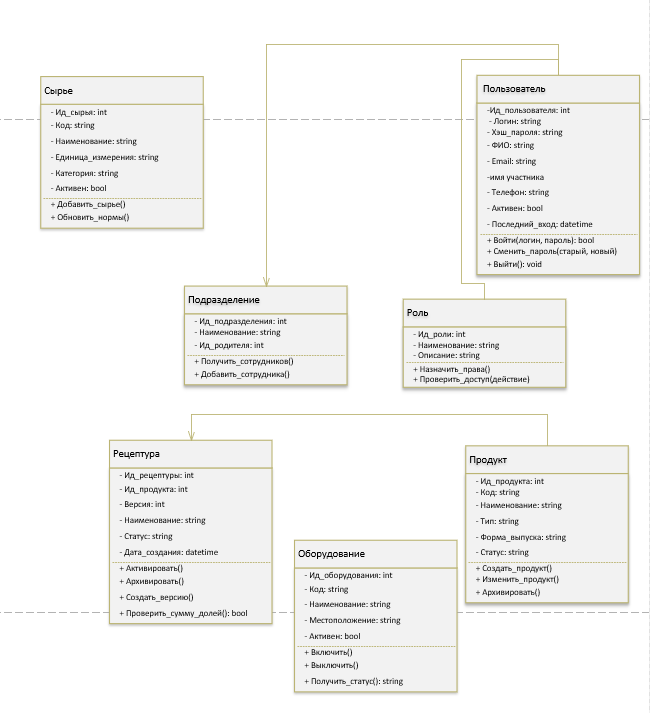 Сырье
- Ид_сырья: int
- Код: string
- Наименование: string
- Единица_измерения: string
- Категория: string
- Активен: bool
+ Добавить_сырье()
+ Обновить_нормы()
Пользователь
-Ид_пользователя: int
- Логин: string
- Хэш_пароля: string
- ФИО: string
- Email: string
-имя участника
- Телефон: string
- Активен: bool
- Последний_вход: datetime
+ Войти(логин, пароль): bool
+ Сменить_пароль(старый, новый)
+ Выйти(): void
Подразделение
- Ид_подразделения: int
- Наименование: string
- Ид_родителя: int
+ Получить_сотрудников()
+ Добавить_сотрудника()
Роль
- Ид_роли: int
- Наименование: string
- Описание: string
+ Назначить_права()
+ Проверить_доступ(действие)
Рецептура
- Ид_рецептуры: int
- Ид_продукта: int
- Версия: int
- Наименование: string
- Статус: string
- Дата_создания: datetime
+ Активировать()
+ Архивировать()
+ Создать_версию()
+ Проверить_сумму_долей(): bool
Оборудование
- Ид_оборудования: int
- Код: string
- Наименование: string
- Местоположение: string
- Активен: bool
+ Включить()
+ Выключить()
+ Получить_статус(): string
Продукт
- Ид_продукта: int
- Код: string
- Наименование: string
- Тип: string
- Форма_выпуска: string
- Статус: string
+ Создать_продукт()
+ Изменить_продукт()
+ Архивировать()